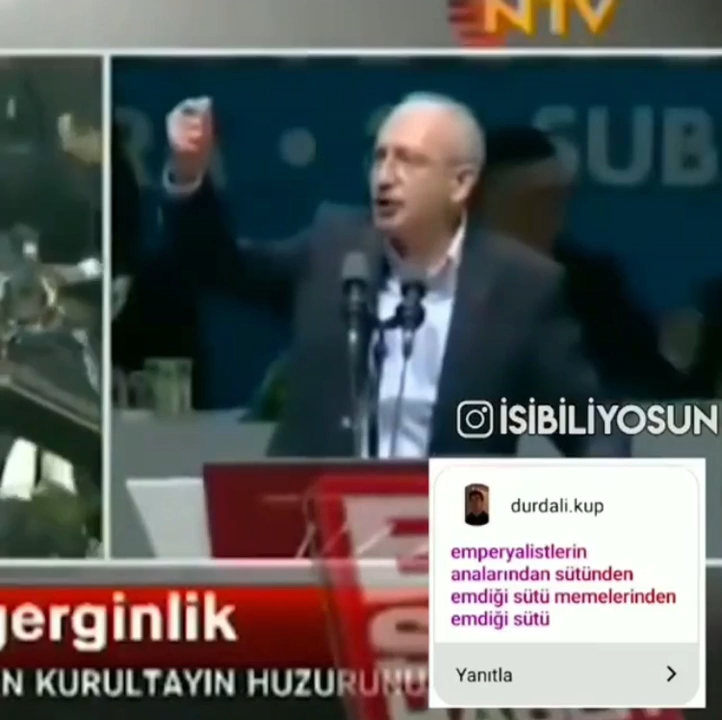 NTV
SUB
İSİBİLİYOSUN
durdali.kup
emperyalistlerin
analarından sütünden
emdiği sütü memelerinden
emdiği sütü
Yanıtla
gerginlik
N KURULTAYIN HUZURUNU